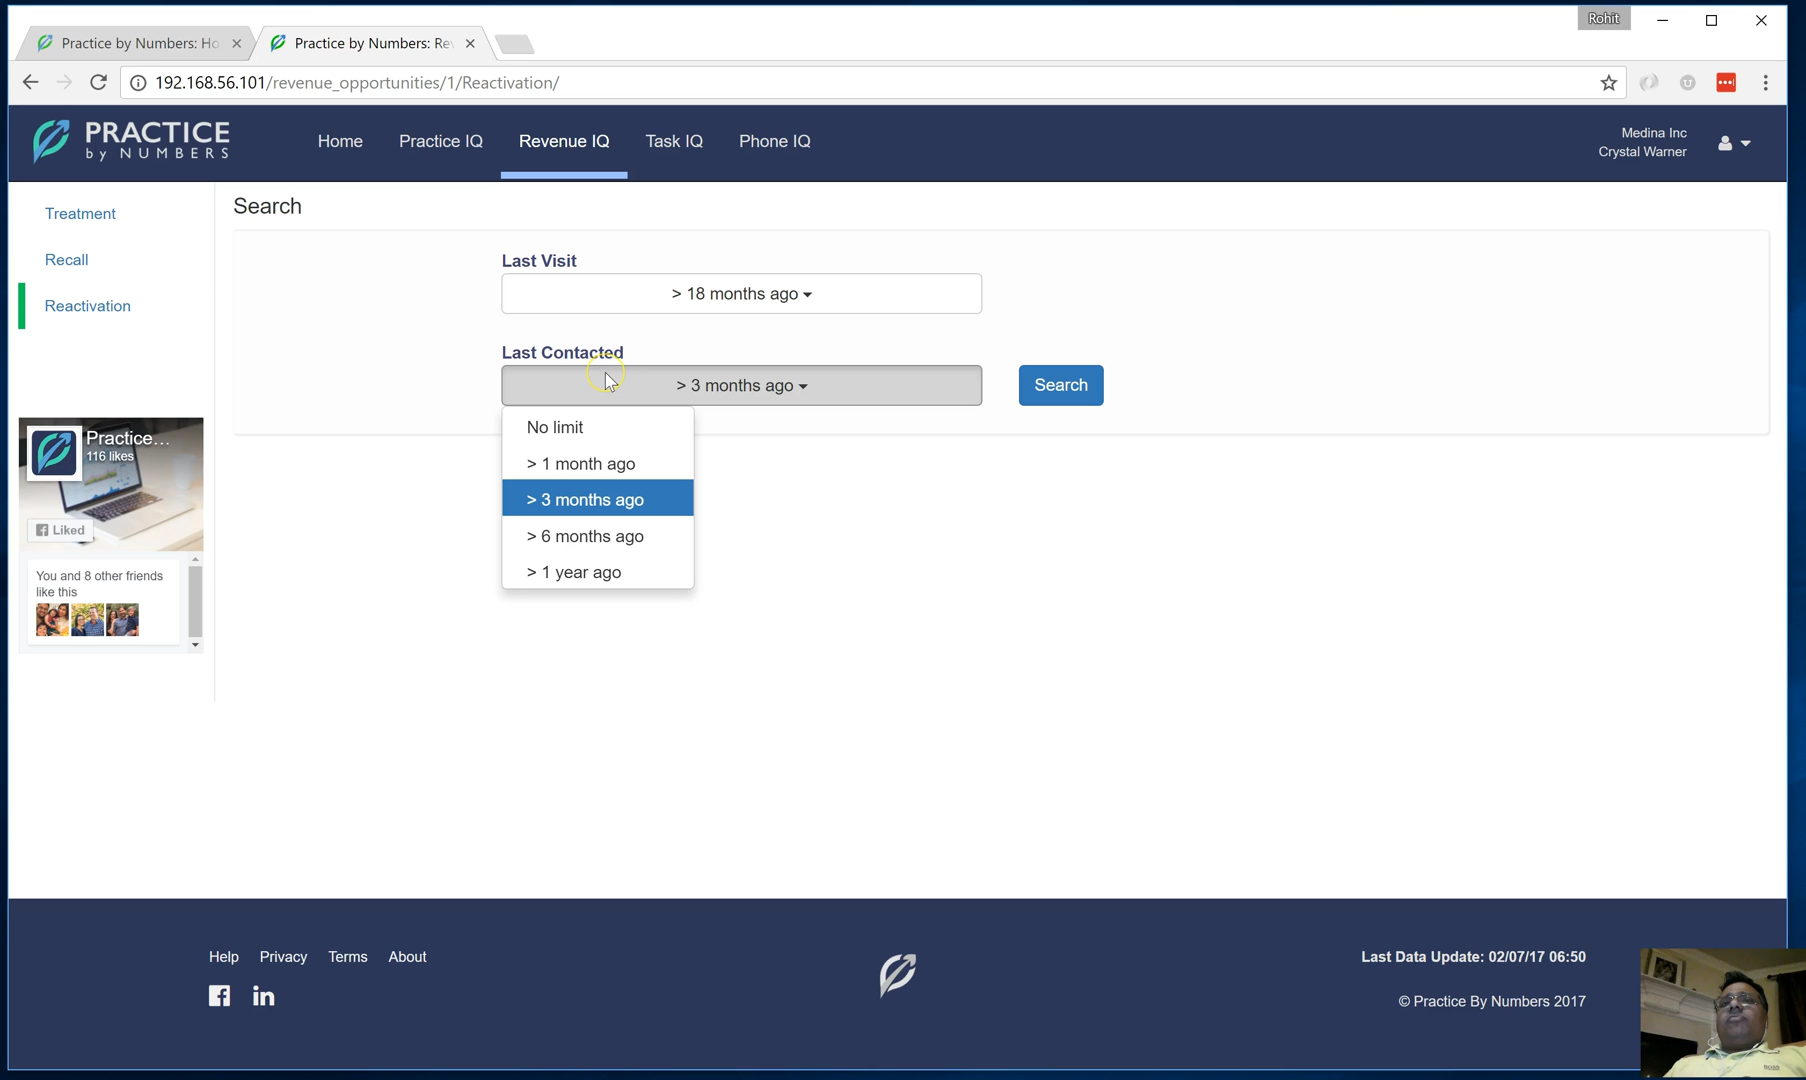 Rohit
Practice by Numbers: Ho
Practice by Numbers: Rev
192.168.56.101/revenue_opportunities/1/Reactivation/
PRACTICE
by NUMBERS
Home
Practice IQ
Revenue IQ
Task IQ
Phone IQ
Medina Inc
Crystal Warner
Treatment
Recall
Reactivation
Search
Last Visit
> 18 months ago
Last Contacted
> 3 months ago
Search
No limit
> 1 month ago
> 3 months ago
> 6 months ago
> 1 year ago
Practice...
116 likes
Liked
You and 8 other friends
like this
Help
Privacy
Terms
About
Last Data Update: 02/07/17 06:50
© Practice By Numbers 2017